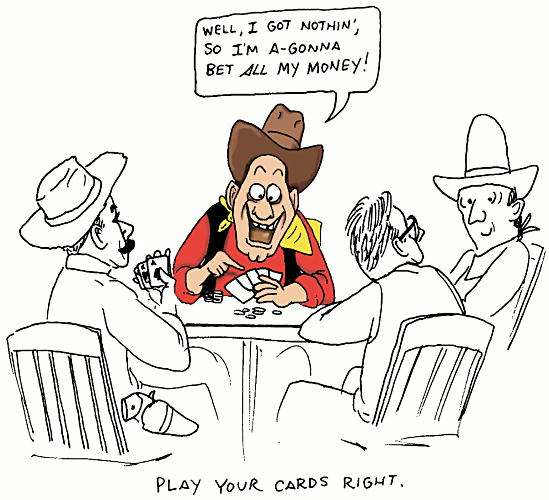 WELL, I GOT NOTHIN',
SO I'M A-GONNA
BET ALL MY MONEY!
PLAY YOUR CARDS RIGHT.